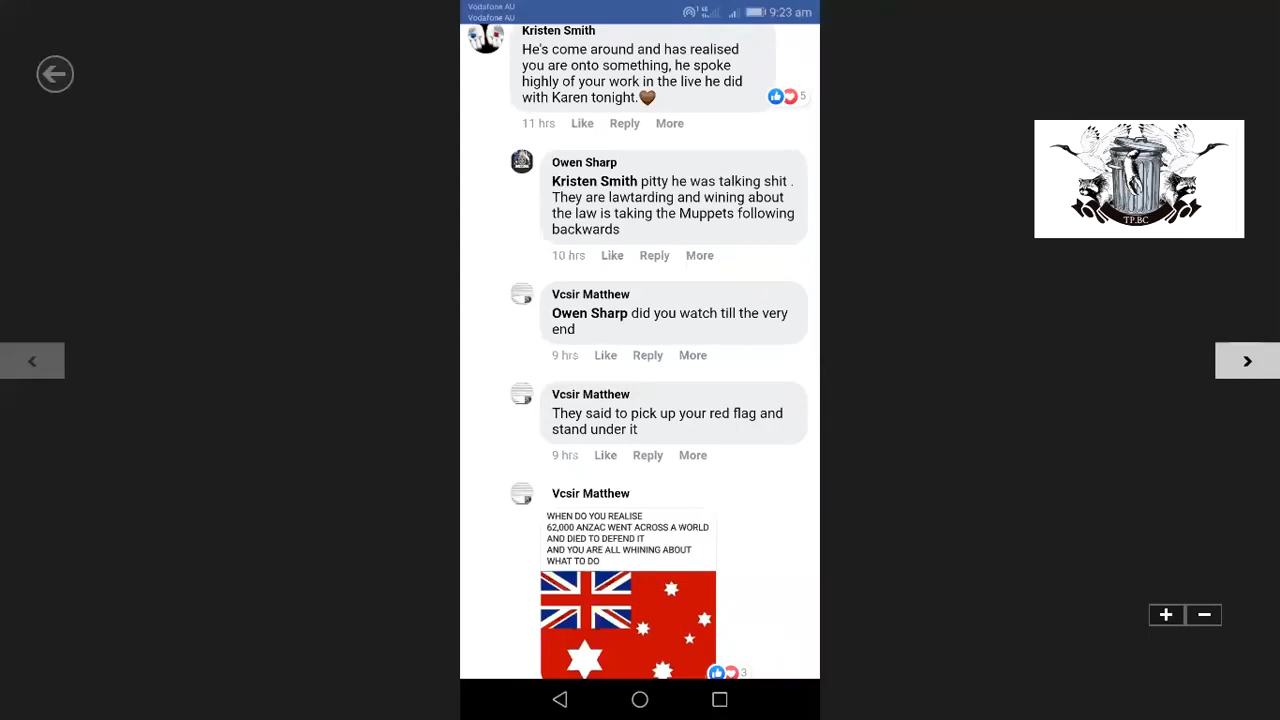 Vodafone AU
Vodafone AU
9:23 am
Kristen Smith
He's come around and has realised
you are onto something, he spoke
highly of your work in the live he did
with Karen tonight.
5
11 hrs Like Reply More
Owen Sharp
Kristen Smith pitty he was talking shit .
They are lawtarding and wining about
the law is taking the Muppets following
backwards
10 hrs Like Reply More
Vcsir Matthew
Owen Sharp did you watch till the very
end
9 hrs Like Reply More
Vcsir Matthew
They said to pick up your red flag and
stand under it
9 hrs Like Reply More
Vcsir Matthew
WHEN DO YOU REALISE
62,000 ANZAC WENT ACROSS A WORLD
AND DIED TO DEFEND IT
AND YOU ARE ALL WHINING ABOUT
WHAT TO DO
3
TP.BC